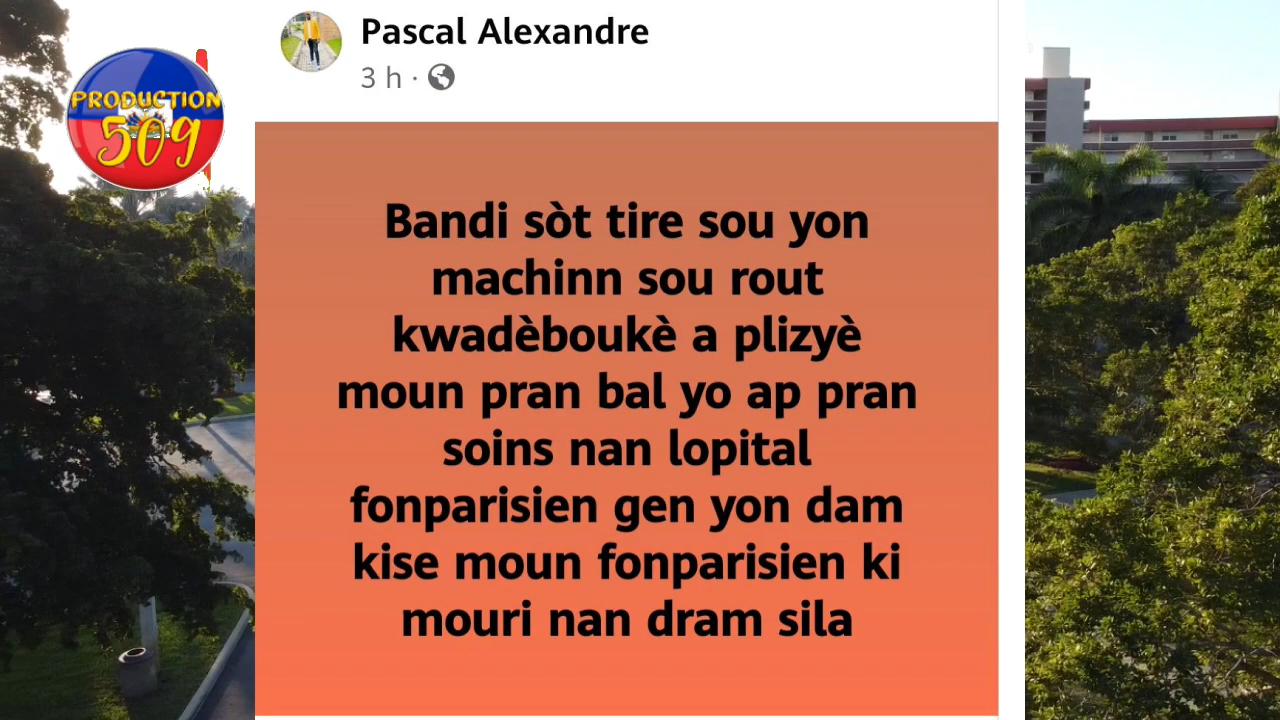 PRODUCTION
509
Pascal Alexandre
3 h ·
Bandi sòt tire sou yon
machinn sou rout
kwadèboukè a plizyè
moun pran bal yo ap pran
soins nan lopital
fonparisien gen yon dam
kise moun fonparisien ki
mouri nan dram sila